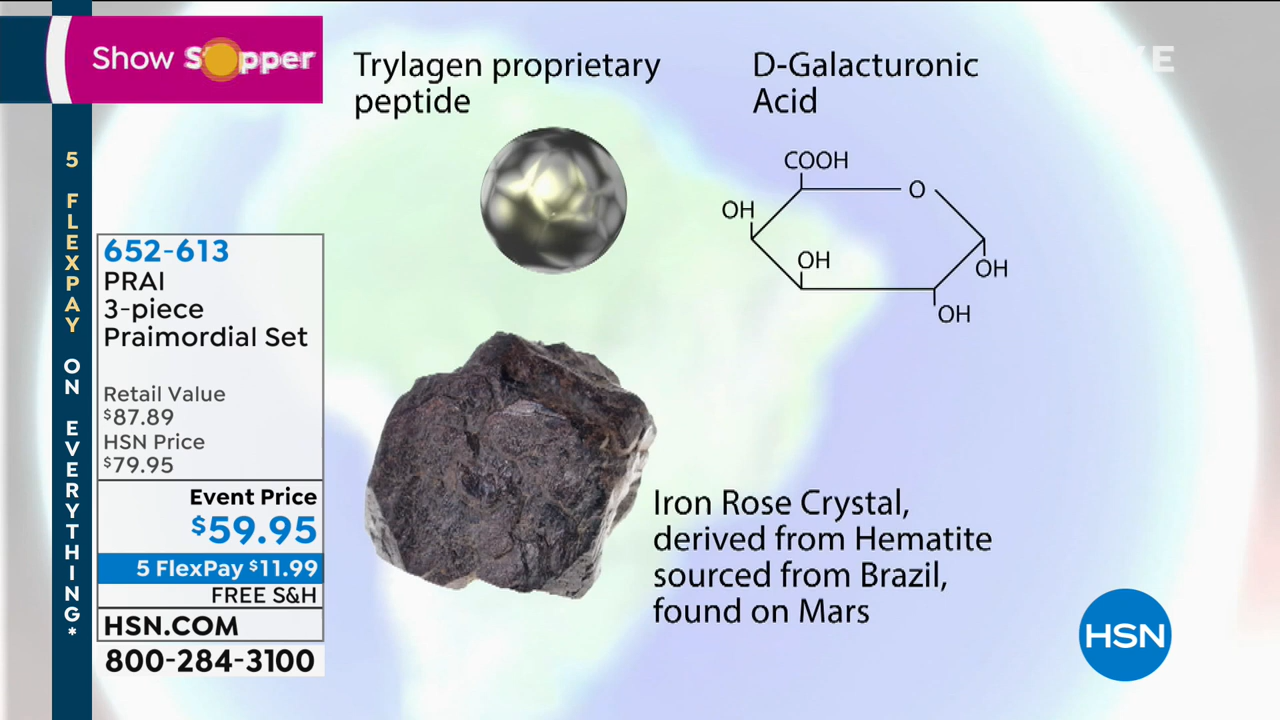 Show Stopper
5 FLEXPAY ON EVERYTHING*
652-613
PRAI
3-piece
Praimordial Set
Retail Value
$87.89
HSN Price
$79.95
Event Price
$59.95
5 FlexPay $11.99
FREE S&H
HSN.COM
800-284-3100
Trylagen proprietary
peptide
D-Galacturonic
Acid
COOH
O
OH
OH
OH
OH
Iron Rose Crystal,
derived from Hematite
sourced from Brazil,
found on Mars
HSN